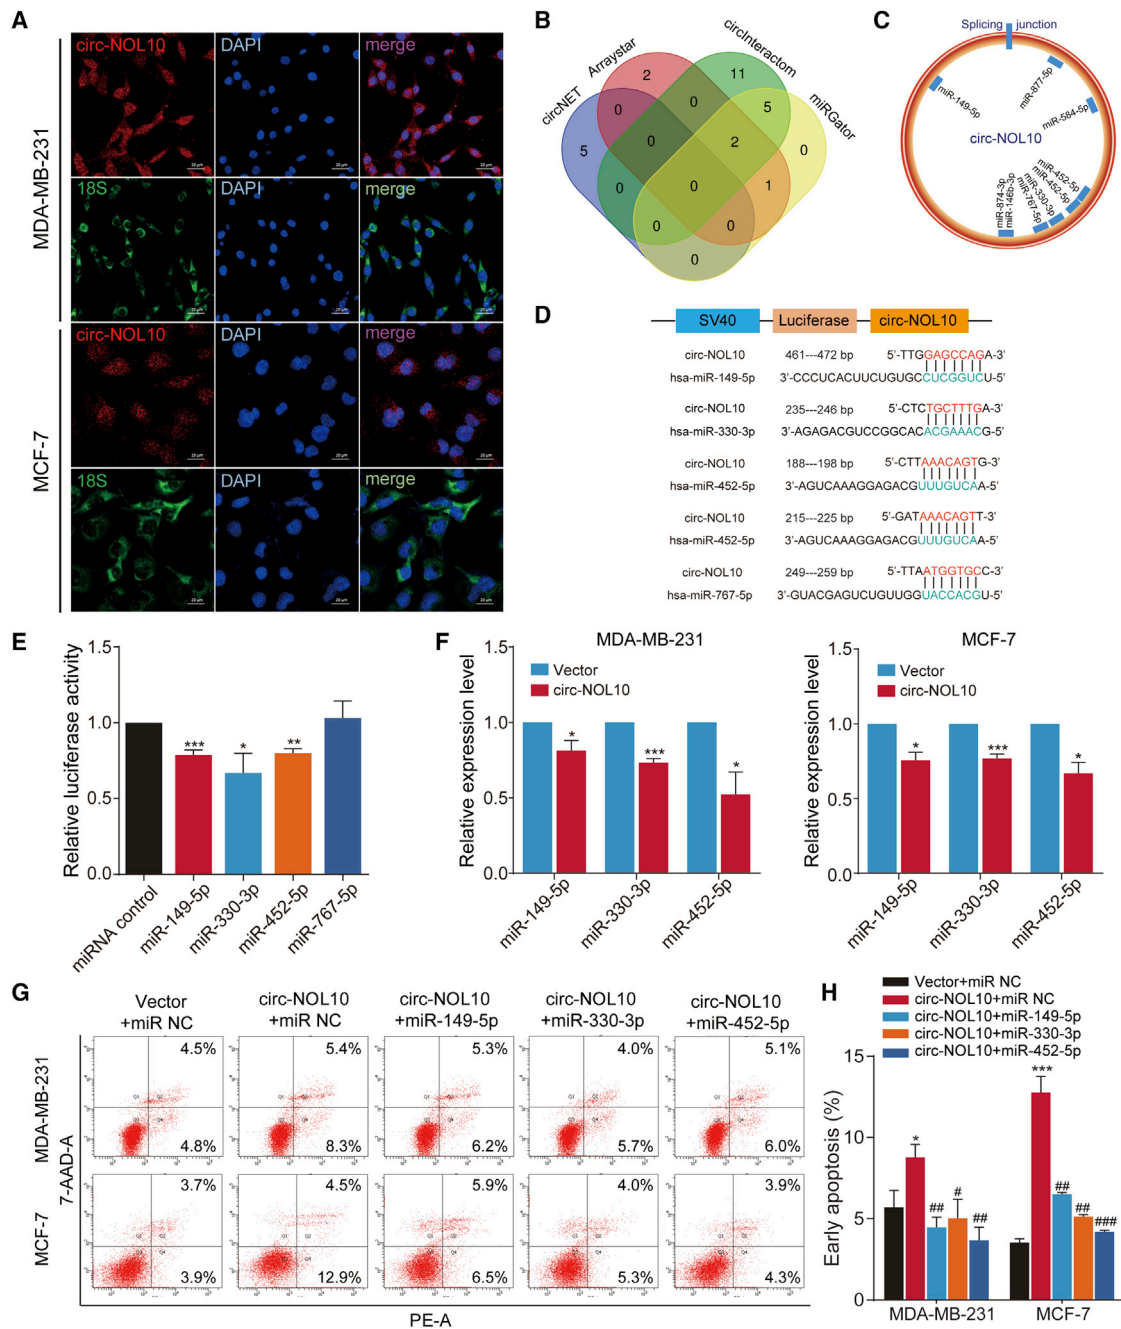 A
circ-NOL10
DAPI
merge
18S
DAPI
merge
MDA-MB-231
circ-NOL10
DAPI
merge
18S
DAPI
merge
MCF-7
20 μm
B
circNET
Arraystar
circInteractom
miRGator
2
11
5
0
0
5
0
2
0
0
0
1
0
0
0
C
Splicing junction
miR-877-5p
miR-149-5p
miR-584-5p
circ-NOL10
miR-452-5p
miR-452-5p
miR-330-3p
miR-767-5p
miR-146b-3p
miR-874-3p
D
SV40
Luciferase
circ-NOL10
circ-NOL10 461---472 bp 5'-TTGGAGCCAGA-3'
hsa-miR-149-5p 3'-CCCUCACUUCUGUGCCUCGGUCU-5'
circ-NOL10 235---246 bp 5'-CTCTGCTTTGA-3'
hsa-miR-330-3p 3'-AGAGACGUCCGGCACACGAAACG-5'
circ-NOL10 188---198 bp 5'-CTTAAACAGTG-3'
hsa-miR-452-5p 3'-AGUCAAAGGAGACGUUUGUCAA-5'
circ-NOL10 215---225 bp 5'-GATAAACAGTT-3'
hsa-miR-452-5p 3'-AGUCAAAGGAGACGUUUGUCAA-5'
circ-NOL10 249---259 bp 5'-TTAATGGTGCC-3'
hsa-miR-767-5p 3'-GUACGAGUCUGUUGGUACCACGU-5'
E
Relative luciferase activity
1.5
1.0
0.5
0.0
***
*
**
miRNA control
miR-149-5p
miR-330-3p
miR-452-5p
miR-767-5p
F
MDA-MB-231
Relative expression level
1.5
1.0
0.5
0.0
Vector
circ-NOL10
*
***
*
miR-149-5p
miR-330-3p
miR-452-5p
MCF-7
Relative expression level
1.5
1.0
0.5
0.0
Vector
circ-NOL10
*
***
*
miR-149-5p
miR-330-3p
miR-452-5p
G
Vector +miR NC
circ-NOL10 +miR NC
circ-NOL10 +miR-149-5p
circ-NOL10 +miR-330-3p
circ-NOL10 +miR-452-5p
MDA-MB-231
4.5%
5.4%
5.3%
4.0%
5.1%
4.8%
8.3%
6.2%
5.7%
6.0%
MCF-7
3.7%
4.5%
5.9%
4.0%
3.9%
3.9%
12.9%
6.5%
5.3%
4.3%
7-AAD-A
PE-A
H
Vector+miR NC
circ-NOL10+miR NC
circ-NOL10+miR-149-5p
circ-NOL10+miR-330-3p
circ-NOL10+miR-452-5p
Early apoptosis (%)
15
10
5
0
*
##
#
##
***
##
##
###
MDA-MB-231
MCF-7